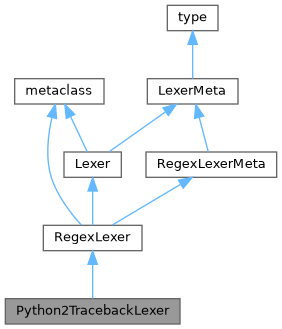 type
metaclass
LexerMeta
Lexer
RegexLexerMeta
RegexLexer
Python2TracebackLexer